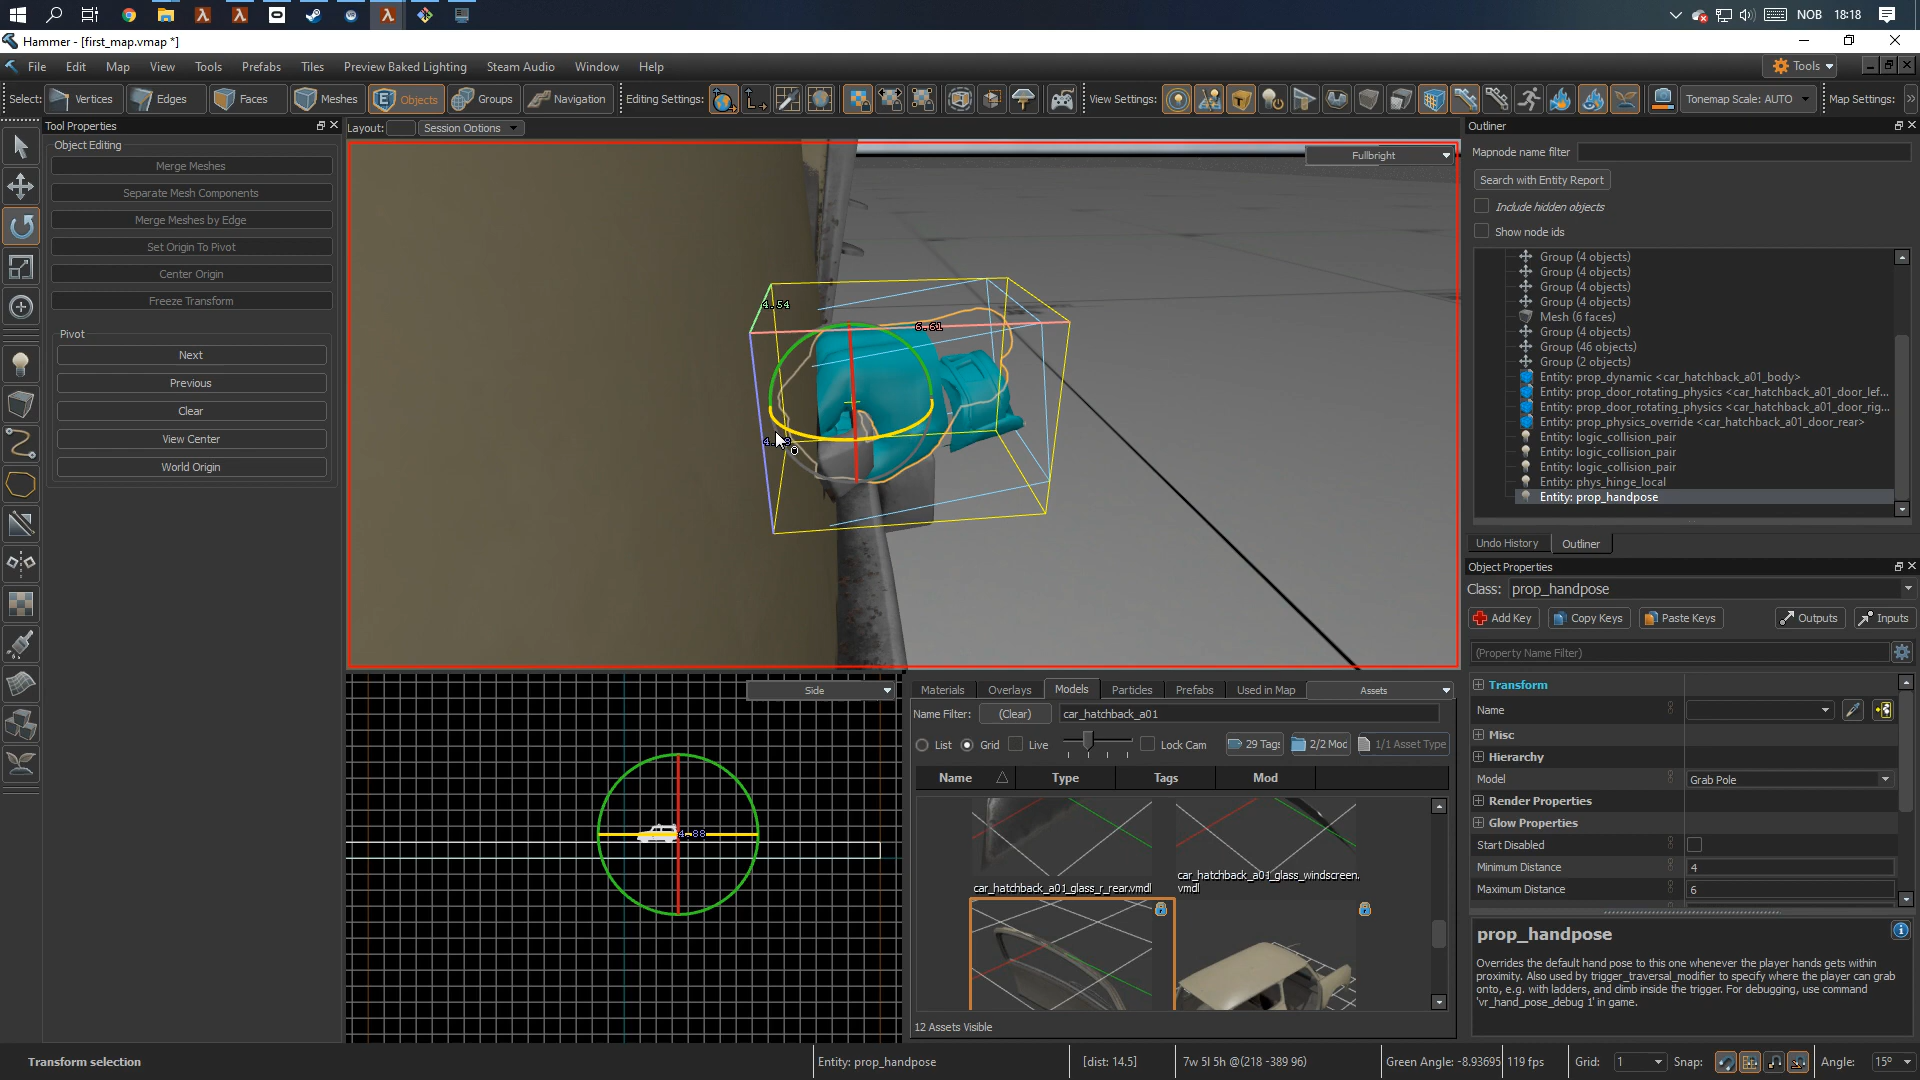 NOB
18:18
Hammer - [first_map.vmap *]
File
Edit
Map
View
Tools
Prefabs
Tiles
Preview Baked Lighting
Steam Audio
Window
Help
Tools
Select:
Vertices
Edges
Faces
Meshes
Objects
Groups
Navigation
Editing Settings:
View Settings:
Tonemap Scale: AUTO
Map Settings:
Tool Properties
Object Editing
Merge Meshes
Separate Mesh Components
Merge Meshes by Edge
Set Origin To Pivot
Center Origin
Freeze Transform
Pivot
Next
Previous
Clear
View Center
World Origin
Layout:
Session Options
Fullbright
4.54
6.61
Side
4.88
Materials
Overlays
Models
Particles
Prefabs
Used in Map
Assets
Name Filter:
(Clear)
car_hatchback_a01
List
Grid
Live
Lock Cam
29 Tags
2/2 Mod
1/1 Asset Type
Name
Type
Tags
Mod
car_hatchback_a01_glass_r_rear.vmdl
car_hatchback_a01_glass_windscreen.
vmdl
12 Assets Visible
Outliner
Mapnode name filter
Search with Entity Report
Include hidden objects
Show node ids
Group (4 objects)
Group (4 objects)
Group (4 objects)
Group (4 objects)
Mesh (6 faces)
Group (4 objects)
Group (46 objects)
Group (2 objects)
Entity: prop_dynamic <car_hatchback_a01_body>
Entity: prop_door_rotating_physics <car_hatchback_a01_door_lef...
Entity: prop_door_rotating_physics <car_hatchback_a01_door_rig...
Entity: prop_physics_override <car_hatchback_a01_door_rear>
Entity: logic_collision_pair
Entity: logic_collision_pair
Entity: logic_collision_pair
Entity: phys_hinge_local
Entity: prop_handpose
Undo History
Outliner
Object Properties
Class:
prop_handpose
Add Key
Copy Keys
Paste Keys
Outputs
Inputs
(Property Name Filter)
Transform
Name
Misc
Hierarchy
Model
Grab Pole
Render Properties
Glow Properties
Start Disabled
Minimum Distance
4
Maximum Distance
6
prop_handpose
Overrides the default hand pose to this one whenever the player hands gets within
proximity. Also used by trigger_traversal_modifier to specify where the player can grab
onto, e.g. with ladders, and climb inside the trigger. For debugging, use command
'vr_hand_pose_debug 1' in game.
Transform selection
Entity: prop_handpose
[dist: 14.5]
7w 5l 5h @(218 -389 96)
Green Angle: -8.93695
119 fps
Grid:
1
Snap:
Angle:
15°